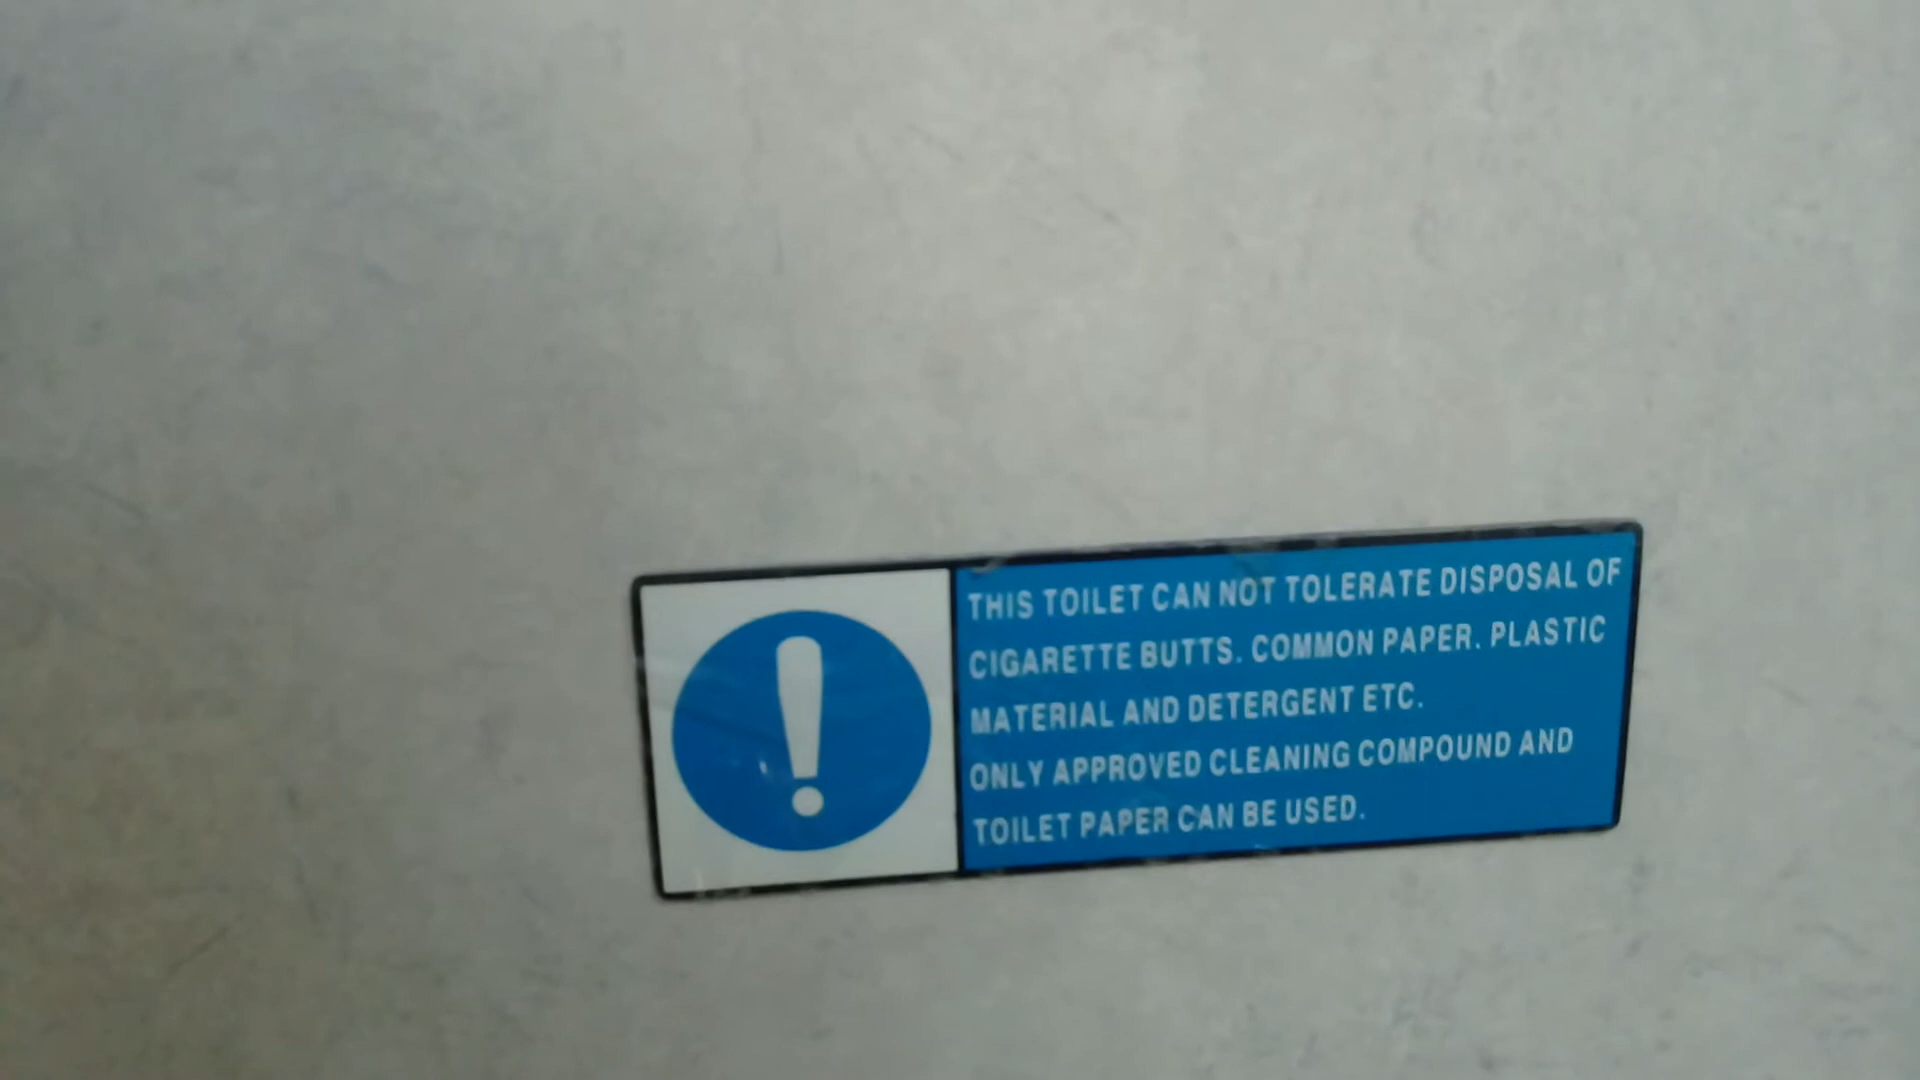 THIS TOILET CAN NOT TOLERATE DISPOSAL OF
CIGARETTE BUTTS. COMMON PAPER. PLASTIC
MATERIAL AND DETERGENT ETC.
ONLY APPROVED CLEANING COMPOUND AND
TOILET PAPER CAN BE USED.